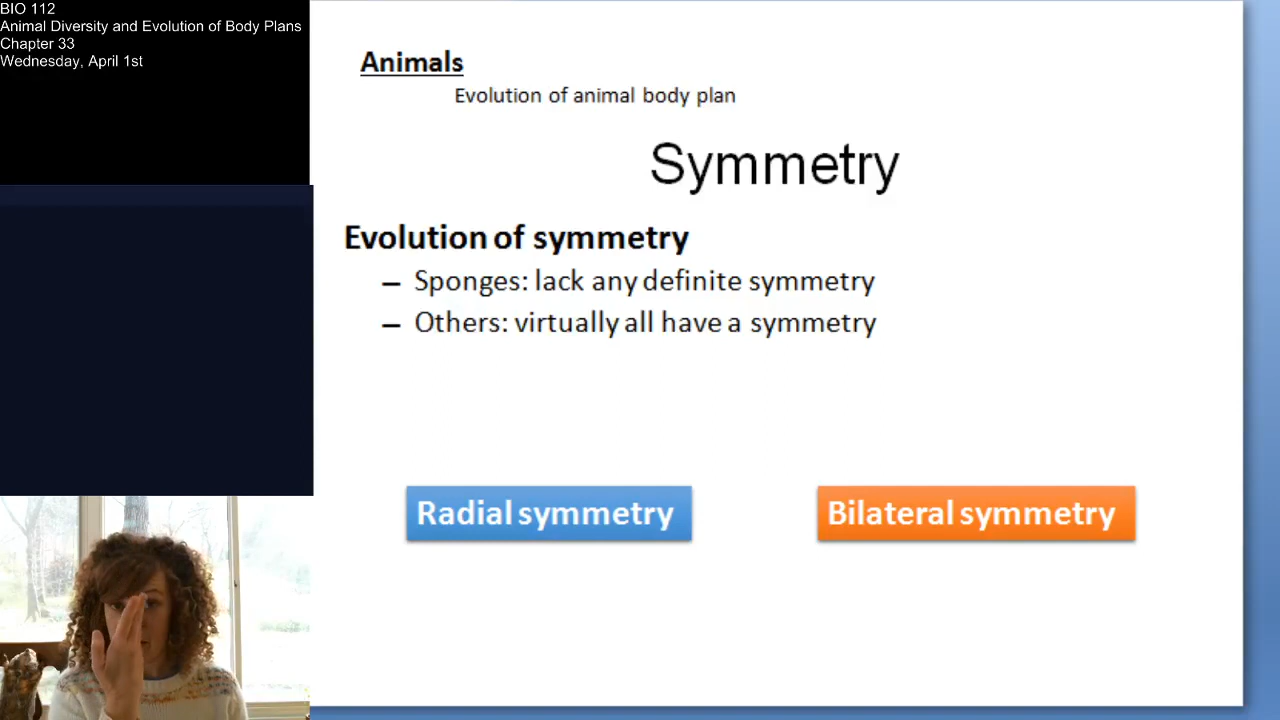 BIO 112
Animal Diversity and Evolution of Body Plans
Chapter 33
Wednesday, April 1st
Animals
Evolution of animal body plan
Symmetry
Evolution of symmetry
– Sponges: lack any definite symmetry
– Others: virtually all have a symmetry
Radial symmetry
Bilateral symmetry